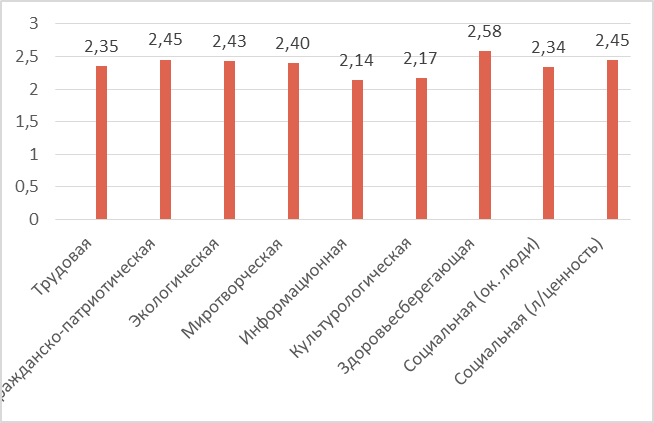 3
2,5
2
1,5
1
0,5
0
2,35
2,45
2,43
2,40
2,14
2,17
2,58
2,34
2,45
Трудовая
ражданско-патриотическая
Экологическая
Миротворческая
Информационная
Культурологическая
Здоровьесберегающая
Социальная (ок. люди)
Социальная (л/ценность)